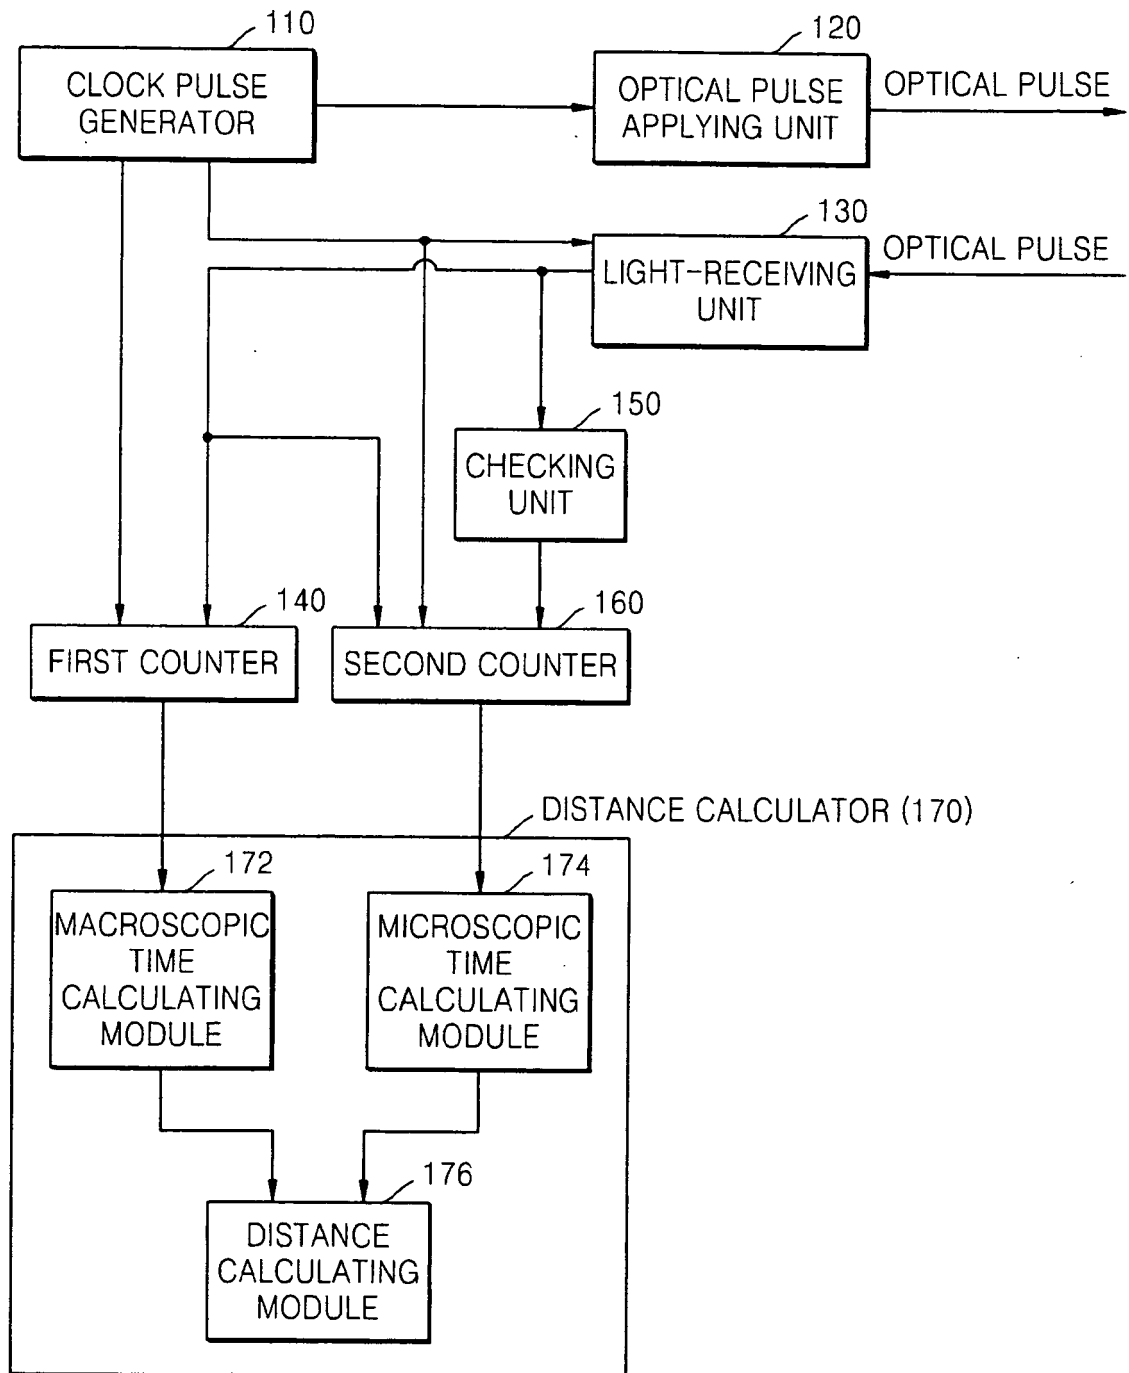 110
CLOCK PULSE
GENERATOR
120
OPTICAL PULSE
APPLYING UNIT
OPTICAL PULSE
130
LIGHT-RECEIVING
UNIT
OPTICAL PULSE
150
CHECKING
UNIT
140
FIRST COUNTER
160
SECOND COUNTER
DISTANCE CALCULATOR (170)
172
MACROSCOPIC
TIME
CALCULATING
MODULE
174
MICROSCOPIC
TIME
CALCULATING
MODULE
176
DISTANCE
CALCULATING
MODULE